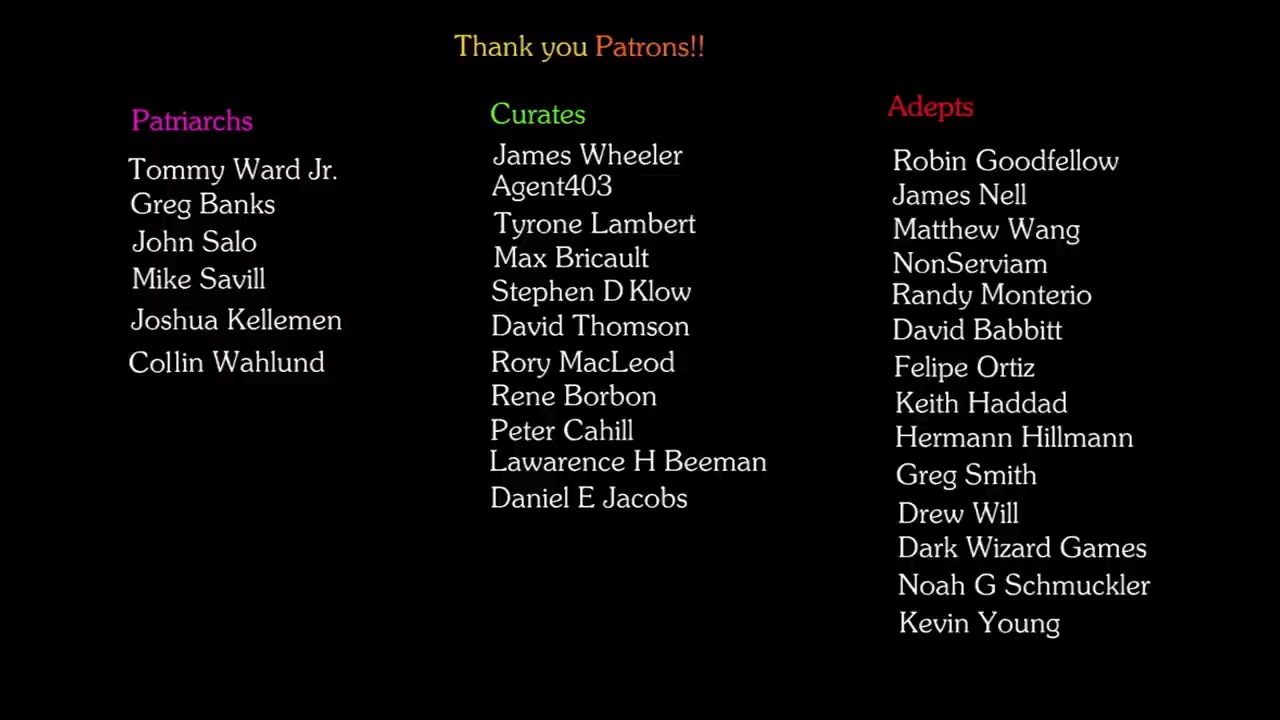 Thank you Patrons!!
Patriarchs
Tommy Ward Jr.
Greg Banks
John Salo
Mike Savill
Joshua Kellemen
Collin Wahlund
Curates
James Wheeler
Agent403
Tyrone Lambert
Max Bricault
Stephen D Klow
David Thomson
Rory MacLeod
Rene Borbon
Peter Cahill
Lawarence H Beeman
Daniel E Jacobs
Adepts
Robin Goodfellow
James Nell
Matthew Wang
NonServiam
Randy Monterio
David Babbitt
Felipe Ortiz
Keith Haddad
Hermann Hillmann
Greg Smith
Drew Will
Dark Wizard Games
Noah G Schmuckler
Kevin Young